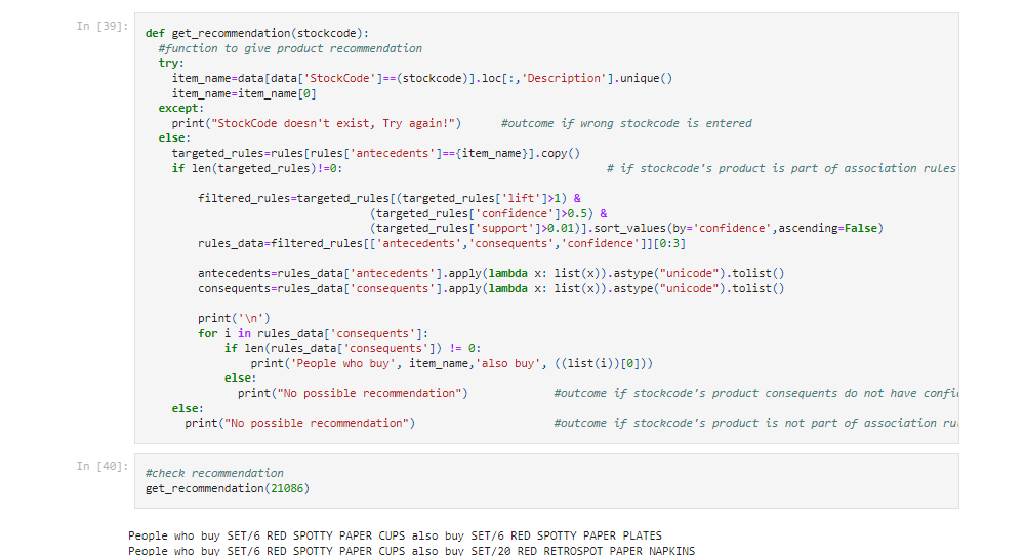 In [39]:
def get_recommendation(stockcode):
#function to give product recommendation
try:
item_name=data[data['StockCode']==(stockcode)].loc[:,'Description'].unique()
item_name=item_name[0]
except:
print("StockCode doesn't exist, Try again!") #outcome if wrong stockcode is entered
else:
targeted_rules=rules[rules['antecedents']=={item_name}].copy()
if len(targeted_rules)!=0: # if stockcode's product is part of association rules
filtered_rules=targeted_rules[(targeted_rules['lift']>1) &
(targeted_rules['confidence']>0.5) &
(targeted_rules['support']>0.01)].sort_values(by='confidence',ascending=False)
rules_data=filtered_rules[['antecedents','consequents','confidence']][0:3]
antecedents=rules_data['antecedents'].apply(lambda x: list(x)).astype("unicode").tolist()
consequents=rules_data['consequents'].apply(lambda x: list(x)).astype("unicode").tolist()
print('\n')
for i in rules_data['consequents']:
if len(rules_data['consequents']) != 0:
print('People who buy', item_name,'also buy', ((list(i))[0]))
else:
print("No possible recommendation") #outcome if stockcode's product consequents do not have
else:
print("No possible recommendation") #outcome if stockcode's product is not part of association
In [40]:
#check recommendation
get_recommendation(21086)
People who buy SET/6 RED SPOTTY PAPER CUPS also buy SET/6 RED SPOTTY PAPER PLATES
People who buy SET/6 RED SPOTTY PAPER CUPS also buy SET/20 RED RETROSPOT PAPER NAPKINS